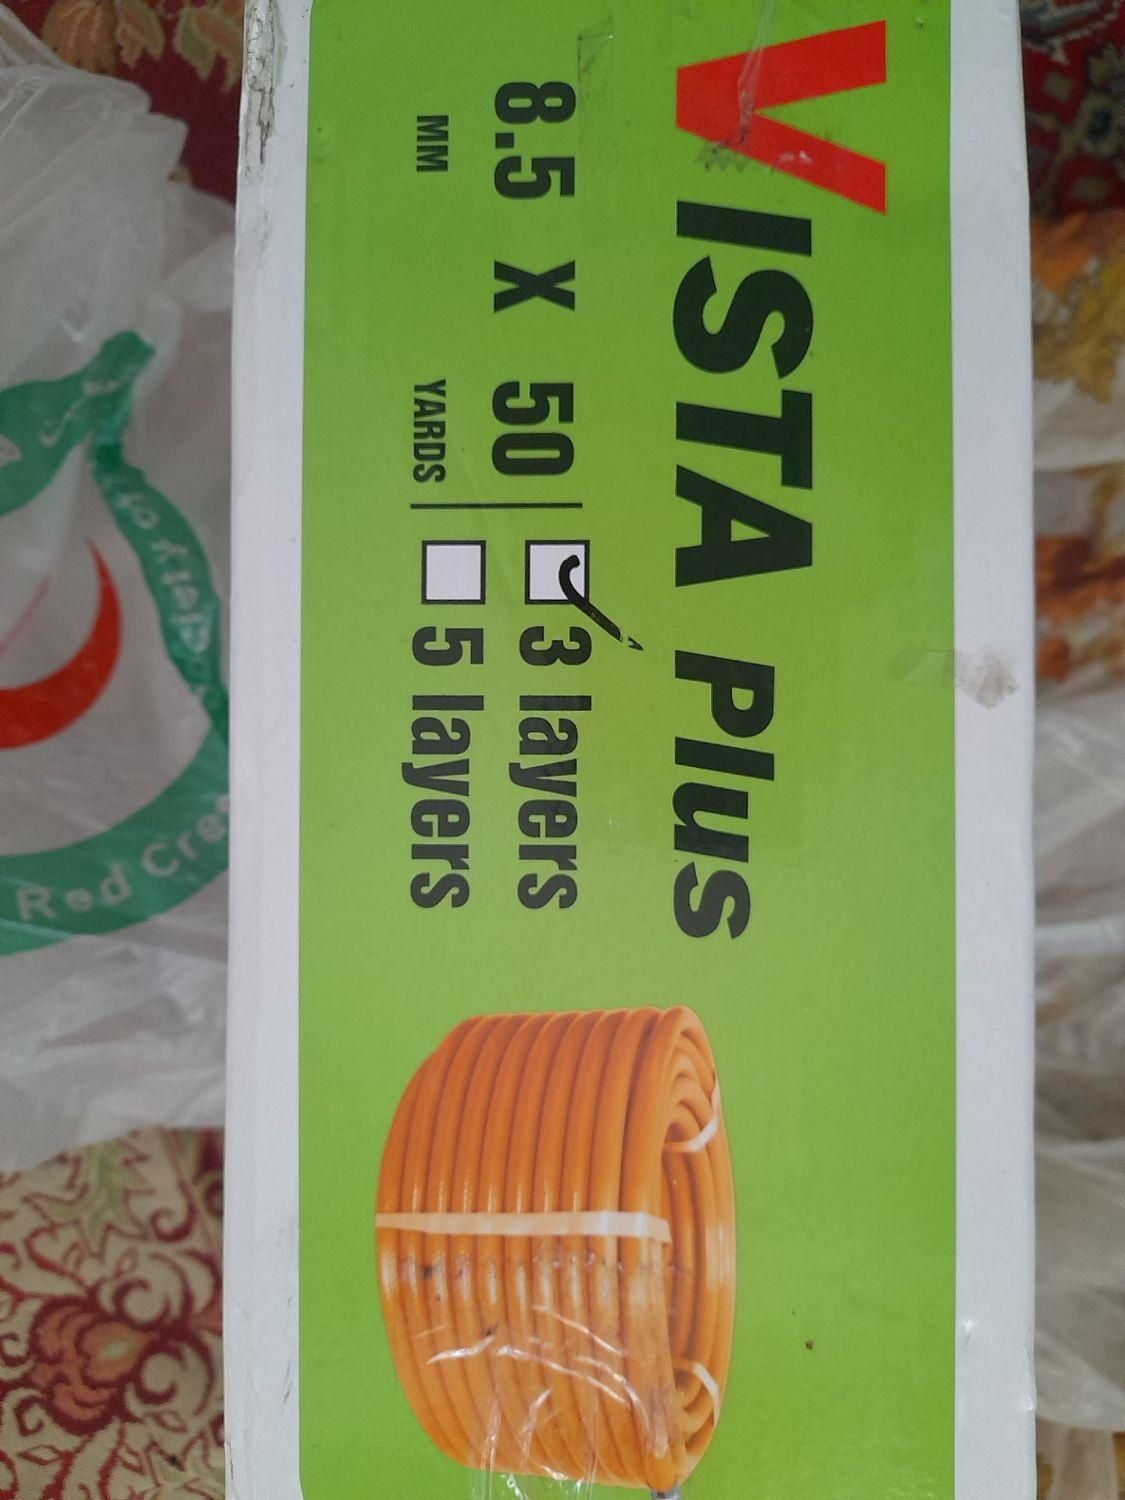 VISTA Plus
8.5 X 50
MM YARDS
3 layers
5 layers
Red Cre